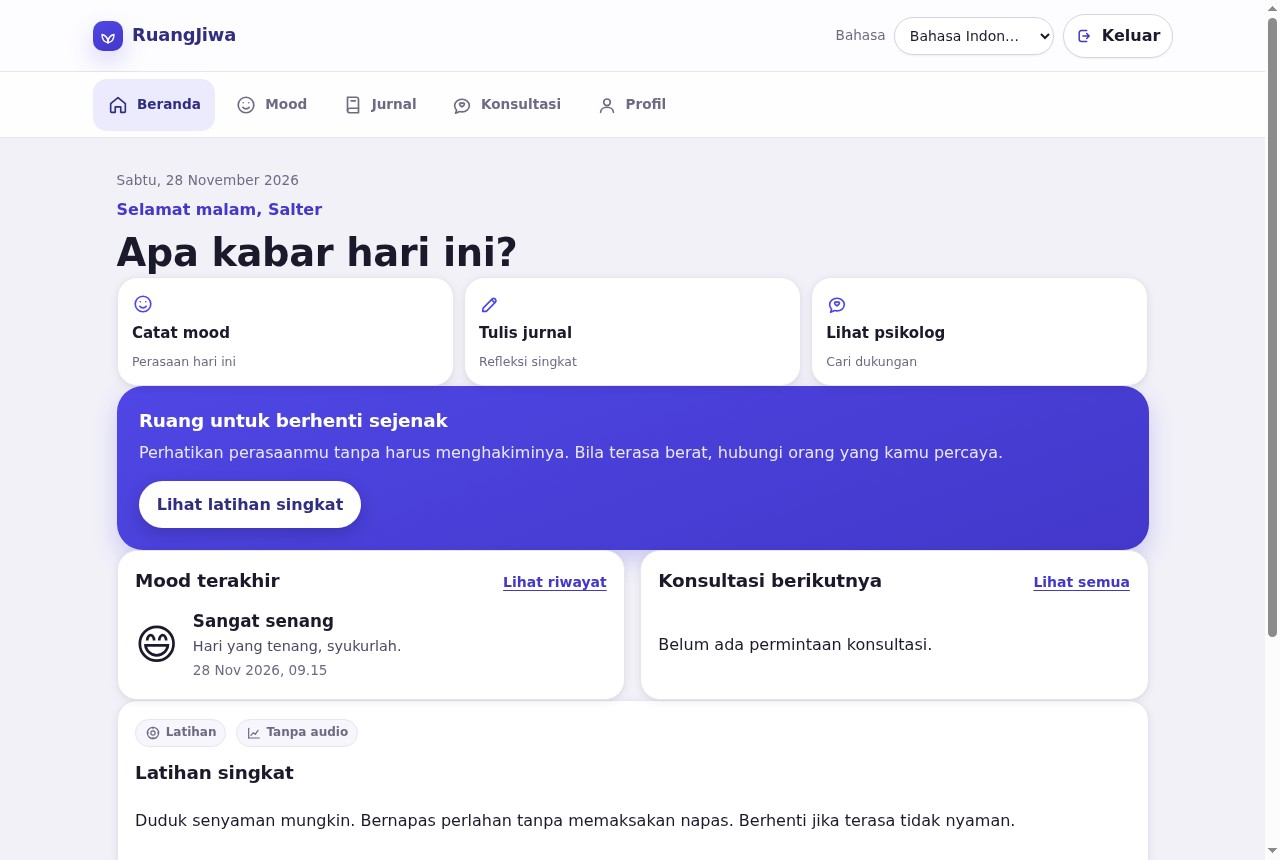 RuangJiwa
Bahasa
Bahasa Indon...
Keluar
Beranda
Mood
Jurnal
Konsultasi
Profil
Sabtu, 28 November 2026
Selamat malam, Salter
Apa kabar hari ini?
Catat mood
Perasaan hari ini
Tulis jurnal
Refleksi singkat
Lihat psikolog
Cari dukungan
Ruang untuk berhenti sejenak
Perhatikan perasaanmu tanpa harus menghakiminya. Bila terasa berat, hubungi orang yang kamu percaya.
Lihat latihan singkat
Mood terakhir
Lihat riwayat
Sangat senang
Hari yang tenang, syukurlah.
28 Nov 2026, 09.15
Konsultasi berikutnya
Lihat semua
Belum ada permintaan konsultasi.
Latihan
Tanpa audio
Latihan singkat
Duduk senyaman mungkin. Bernapas perlahan tanpa memaksakan napas. Berhenti jika terasa tidak nyaman.